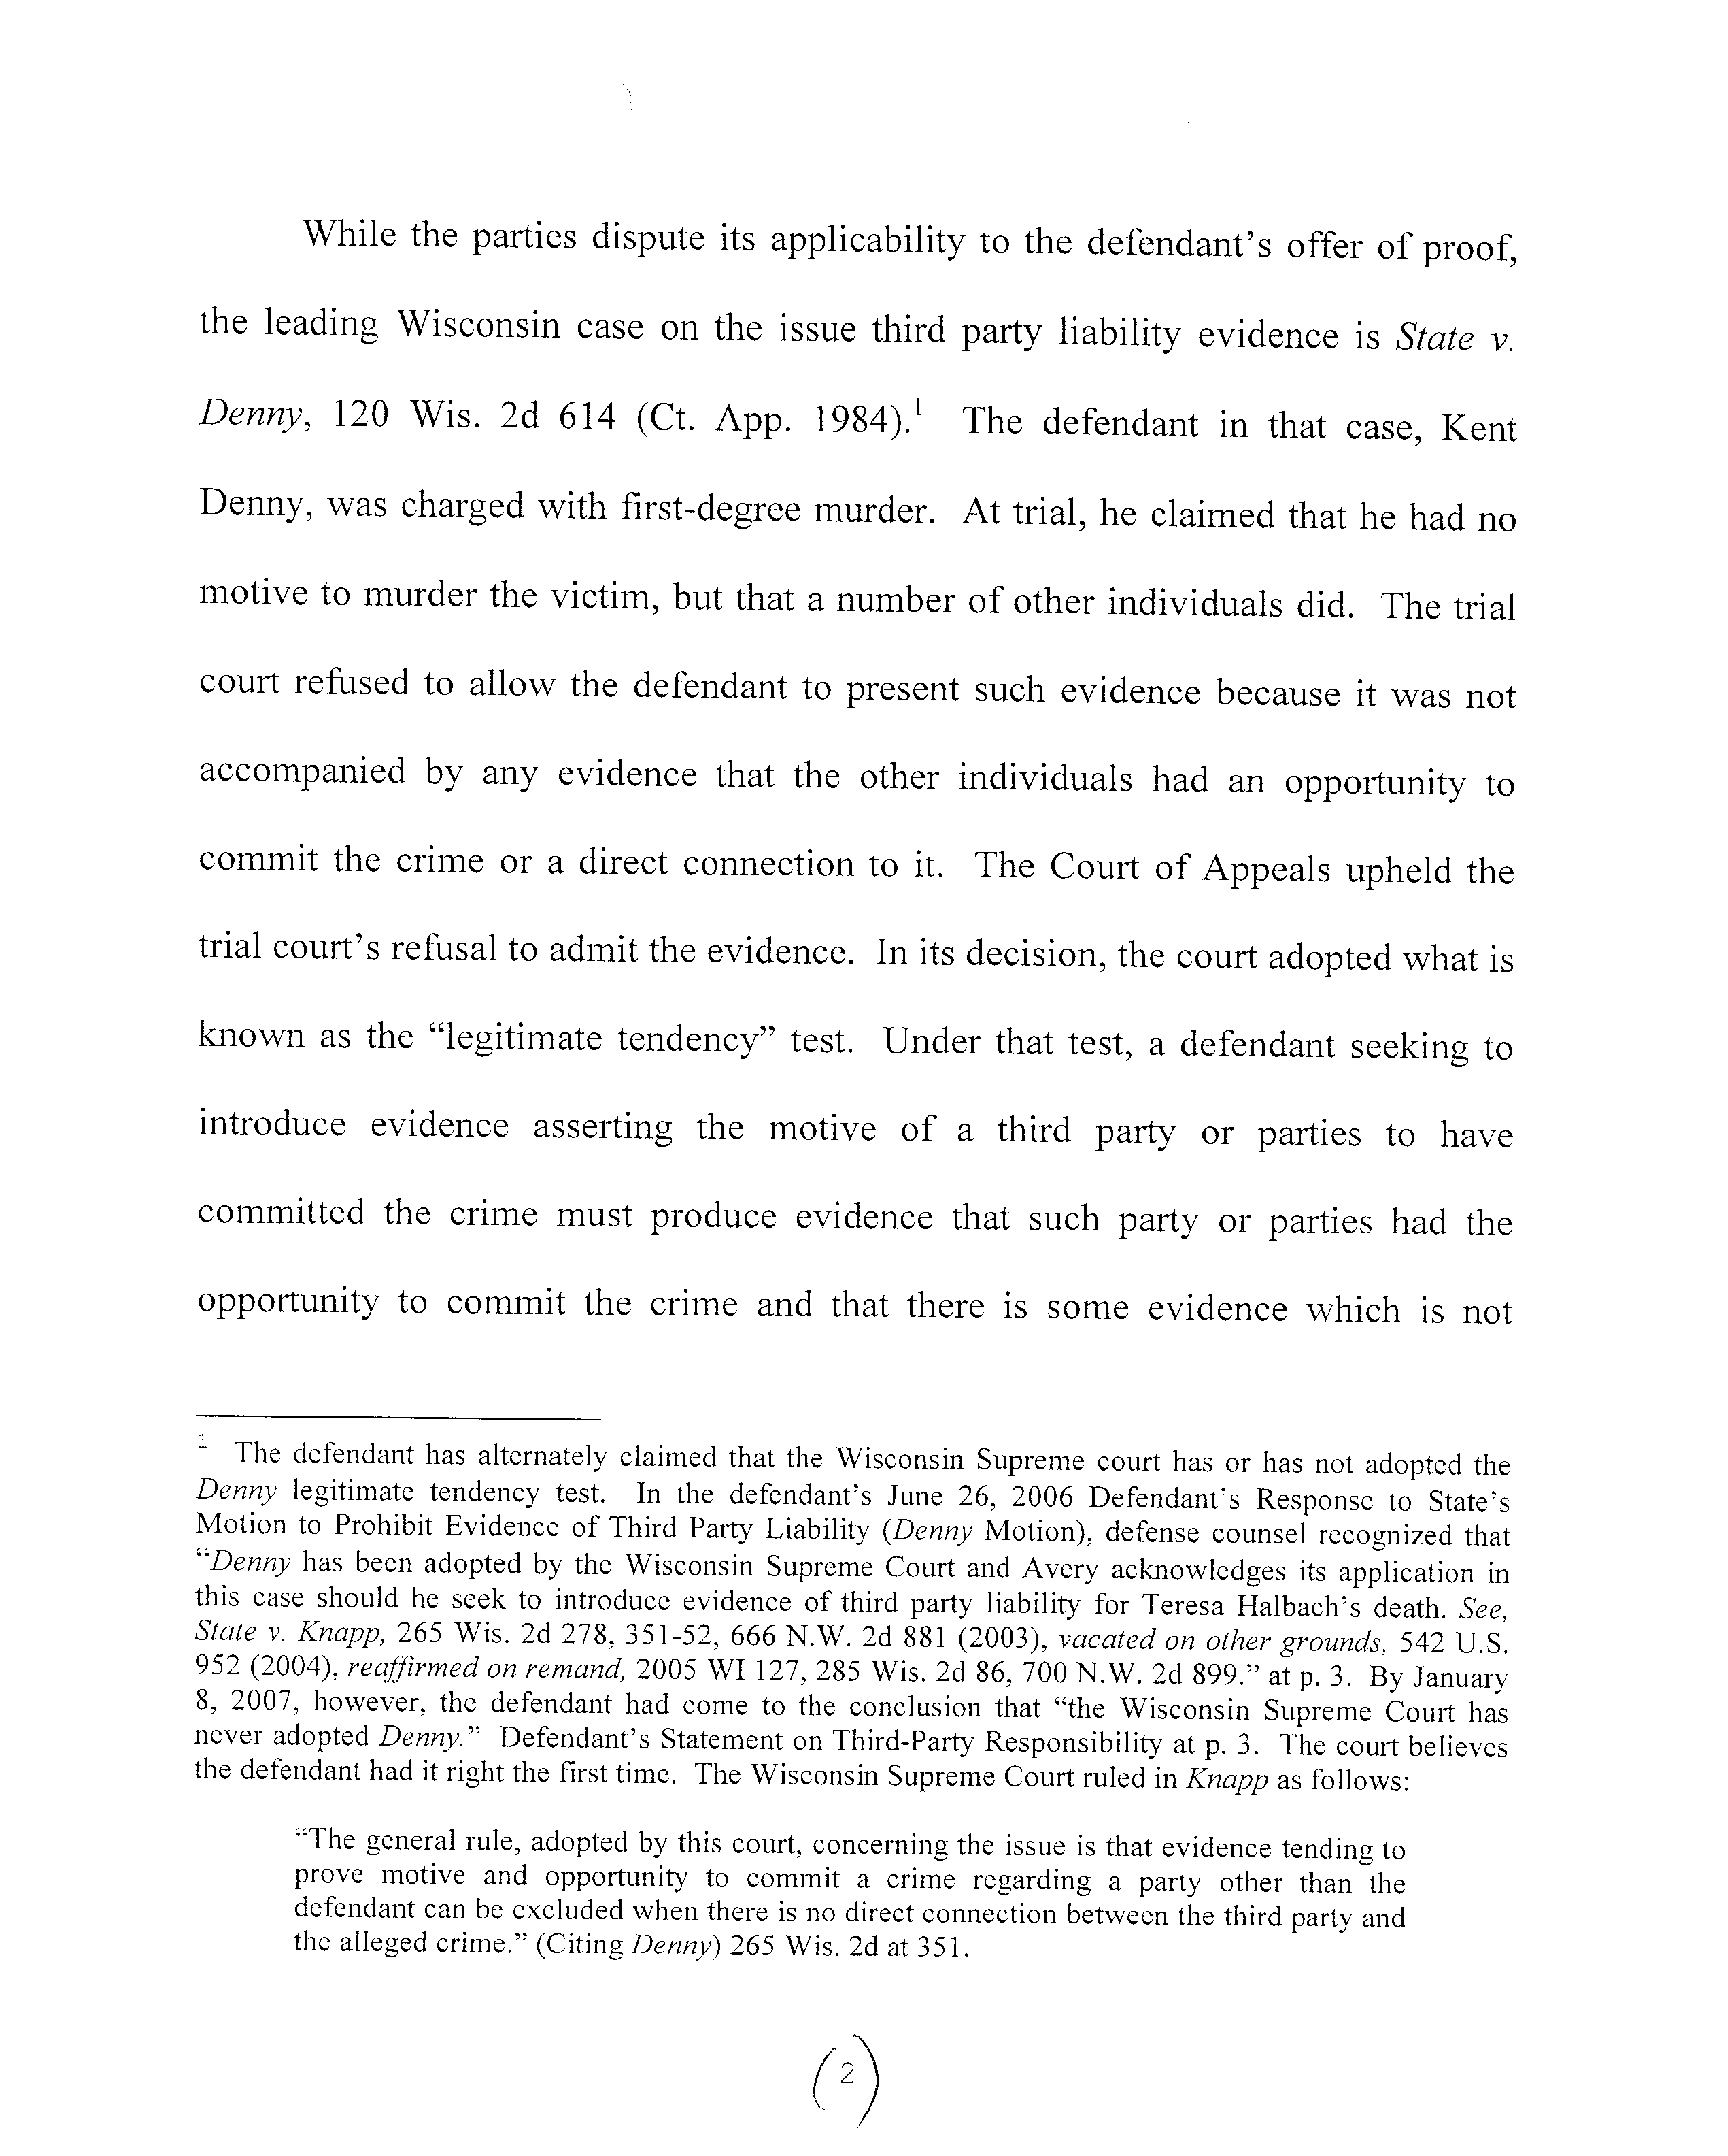 While the parties dispute its applicability to the defendant's offer of proof,
the leading Wisconsin case on the issue third party liability evidence is State v.
Denny, 120 Wis. 2d 614 (Ct. App. 1984).1 The defendant in that case, Kent
Denny, was charged with first-degree murder. At trial, he claimed that he had no
motive to murder the victim, but that a number of other individuals did. The trial
court refused to allow the defendant to present such evidence because it was not
accompanied by any evidence that the other individuals had an opportunity to
commit the crime or a direct connection to it. The Court of Appeals upheld the
trial court's refusal to admit the evidence. In its decision, the court adopted what is
known as the "legitimate tendency" test. Under that test, a defendant seeking to
introduce evidence asserting the motive of a third party or parties to have
committed the crime must produce evidence that such party or parties had the
opportunity to commit the crime and that there is some evidence which is not
1 The defendant has alternately claimed that the Wisconsin Supreme court has or has not adopted the
Denny legitimate tendency test. In the defendant's June 26, 2006 Defendant's Response to State's
Motion to Prohibit Evidence of Third Party Liability (Denny Motion), defense counsel recognized that
"Denny has been adopted by the Wisconsin Supreme Court and Avery acknowledges its application in
this case should he seek to introduce evidence of third party liability for Teresa Halbach's death. See,
State v. Knapp, 265 Wis. 2d 278, 351-52, 666 N.W. 2d 881 (2003), vacated on other grounds, 542 U.S.
952 (2004), reaffirmed on remand, 2005 WI 127, 285 Wis. 2d 86, 700 N.W. 2d 899." at p. 3. By January
8, 2007, however, the defendant had come to the conclusion that "the Wisconsin Supreme Court has
never adopted Denny." Defendant's Statement on Third-Party Responsibility at p. 3. The court believes
the defendant had it right the first time. The Wisconsin Supreme Court ruled in Knapp as follows:
"The general rule, adopted by this court, concerning the issue is that evidence tending to
prove motive and opportunity to commit a crime regarding a party other than the
defendant can be excluded when there is no direct connection between the third party and
the alleged crime." (Citing Denny) 265 Wis. 2d at 351.
(2)